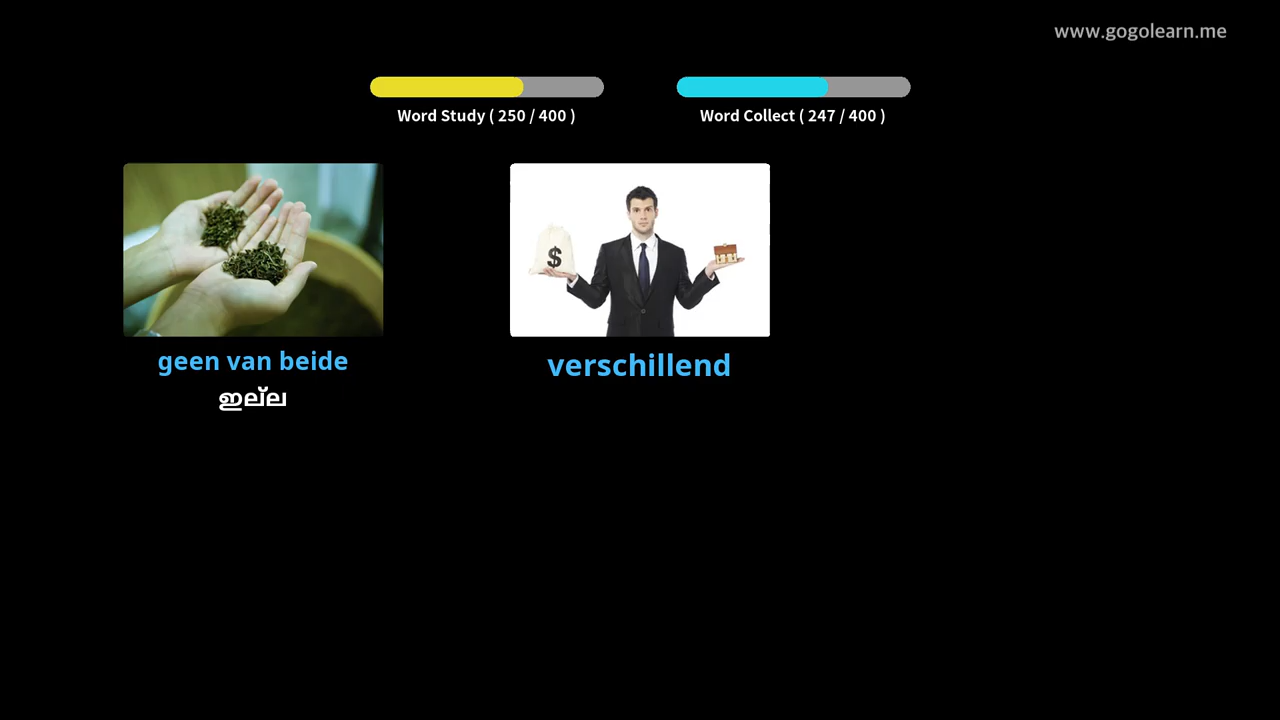 www.gogolearn.me
Word Study ( 250 / 400 )
Word Collect ( 247 / 400 )
$
geen van beide
ഇല്ല
verschillend